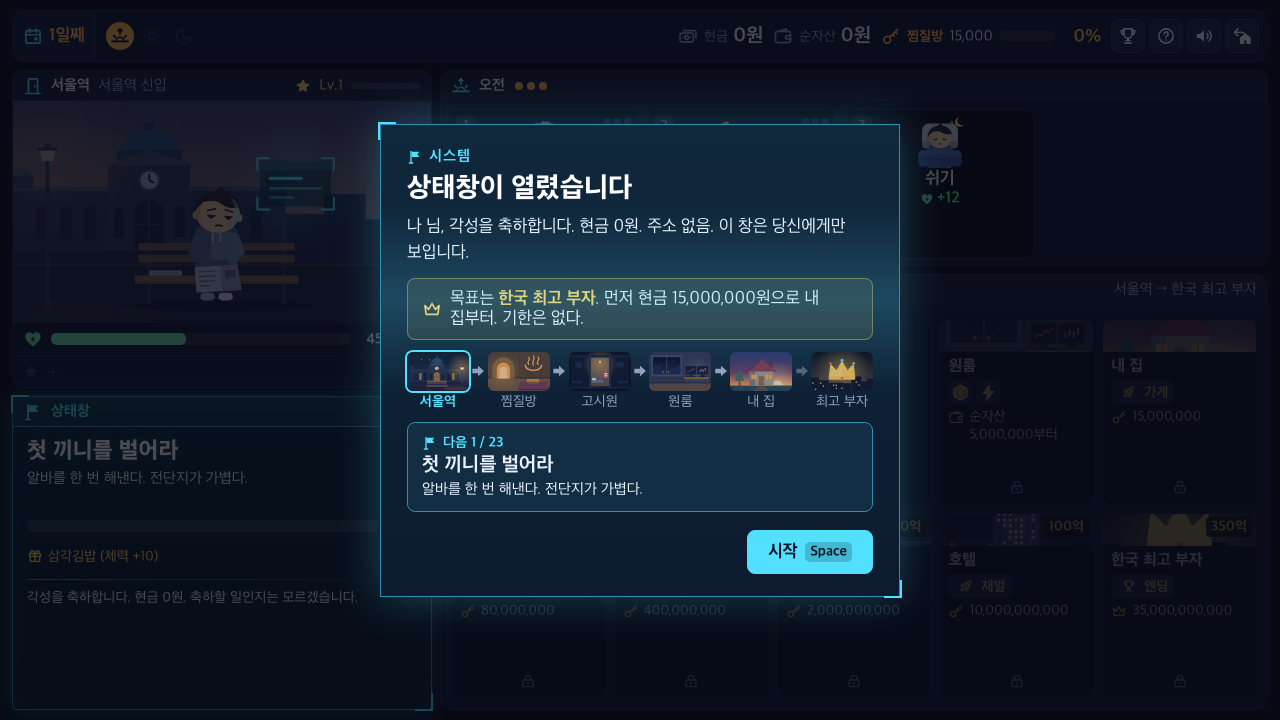 1일째
현금 0원
순자산 0원
찜질방 15,000
0%
서울역 서울역 신입
Lv.1
오전
시스템
상태창이 열렸습니다
나 님, 각성을 축하합니다. 현금 0원. 주소 없음. 이 창은 당신에게만
보입니다.
목표는 한국 최고 부자. 먼저 현금 15,000,000원으로 내
집부터. 기한은 없다.
서울역
찜질방
고시원
원룸
내 집
최고 부자
다음 1 / 23
첫 끼니를 벌어라
알바를 한 번 해낸다. 전단지가 가볍다.
시작 Space
쉬기
+12
서울역 → 한국 최고 부자
상태창
첫 끼니를 벌어라
알바를 한 번 해낸다. 전단지가 가볍다.
삼각김밥 (체력 +10)
각성을 축하합니다. 현금 0원. 축하할 일인지는 모르겠습니다.
원룸
순자산
5,000,000부터
내 집
가게
15,000,000
80,000,000
400,000,000
2,000,000,000
100억
호텔
재벌
10,000,000,000
350억
한국 최고 부자
엔딩
35,000,000,000